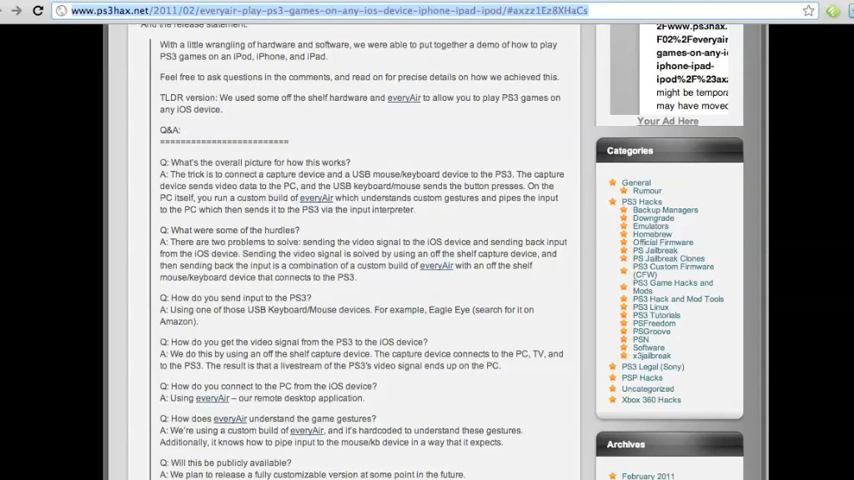 www.ps3hax.net/2011/02/everyair-play-ps3-games-on-any-ios-device-iphone-ipad-ipod/#axzz1Ez8XHaCs
And the release statement:
With a little wrangling of hardware and software, we were able to put together a demo of how to play
PS3 games on an iPod, iPhone, and iPad.
Feel free to ask questions in the comments, and read on for precise details on how we achieved this.
TLDR version: We used some off the shelf hardware and everyAir to allow you to play PS3 games on
any iOS device.
Q&A:
=========================
Q: What's the overall picture for how this works?
A: The trick is to connect a capture device and a USB mouse/keyboard device to the PS3. The capture
device sends video data to the PC, and the USB keyboard/mouse sends the button presses. On the
PC itself, you run a custom build of everyAir which understands custom gestures and pipes the input
to the PC which then sends it to the PS3 via the input interpreter.
Q: What were some of the hurdles?
A: There are two problems to solve: sending the video signal to the iOS device and sending back input
from the iOS device. Sending the video signal is solved by using an off the shelf capture device, and
then sending back the input is a combination of a custom build of everyAir with an off the shelf
mouse/keyboard device that connects to the PS3.
Q: How do you send input to the PS3?
A: Using one of those USB Keyboard/Mouse devices. For example, Eagle Eye (search for it on
Amazon).
Q: How do you get the video signal from the PS3 to the iOS device?
A: We do this by using an off the shelf capture device. The capture device connects to the PC, TV, and
to the PS3. The result is that a livestream of the PS3's video signal ends up on the PC.
Q: How do you connect to the PC from the iOS device?
A: Using everyAir – our remote desktop application.
Q: How does everyAir understand the game gestures?
A: We're using a custom build of everyAir, and it's hardcoded to understand these gestures.
Additionally, it knows how to pipe input to the mouse/kb device in a way that it expects.
Q: Will this be publicly available?
A: We plan to release a fully customizable version at some point in the future.
2Fwww.ps3hax.
F02%2Feveryair
games-on-any-i
iphone-ipad-
ipod%2F%23ax
might be tempora
may have moved
Your Ad Here
Categories
General
Rumour
PS3 Hacks
Backup Managers
Downgrade
Emulators
Homebrew
Official Firmware
PS Jailbreak
PS Jailbreak Clones
PS3 Custom Firmware
(CFW)
PS3 Game Hacks and
Mods
PS3 Hack and Mod Tools
PS3 Linux
PS3 Tutorials
PSFreedom
PSGroove
PSN
Software
x3jailbreak
PS3 Legal (Sony)
PSP Hacks
Uncategorized
Xbox 360 Hacks
Archives
February 2011